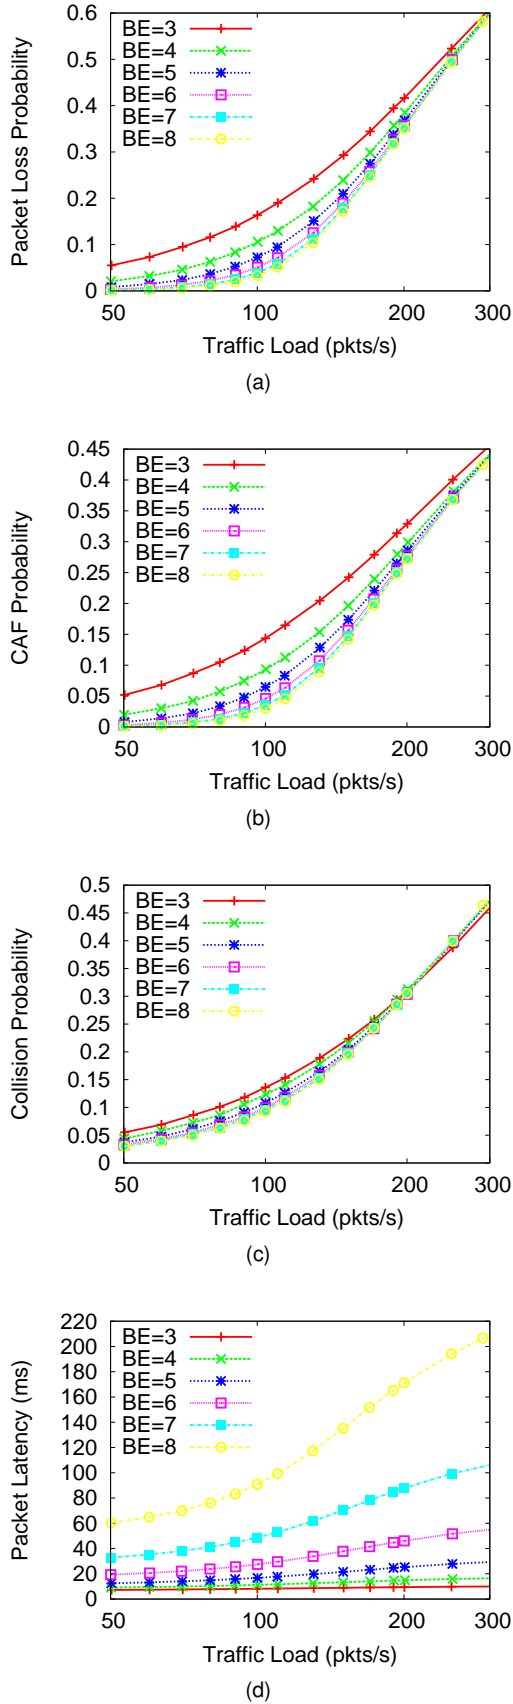 0.6
0.5
0.4
0.3
0.2
0.1
0
Packet Loss Probability
BE=3
BE=4
BE=5
BE=6
BE=7
BE=8
50 100 200 300
Traffic Load (pkts/s)
(a)
0.45
0.4
0.35
0.3
0.25
0.2
0.15
0.1
0.05
0
CAF Probability
BE=3
BE=4
BE=5
BE=6
BE=7
BE=8
50 100 200 300
Traffic Load (pkts/s)
(b)
0.5
0.45
0.4
0.35
0.3
0.25
0.2
0.15
0.1
0.05
0
Collision Probability
BE=3
BE=4
BE=5
BE=6
BE=7
BE=8
50 100 200 300
Traffic Load (pkts/s)
(c)
220
200
180
160
140
120
100
80
60
40
20
0
Packet Latency (ms)
BE=3
BE=4
BE=5
BE=6
BE=7
BE=8
50 100 200 300
Traffic Load (pkts/s)
(d)